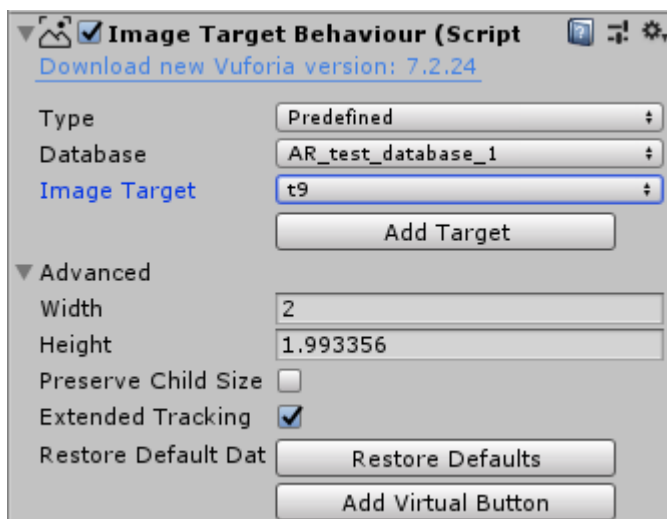 Image Target Behaviour (Script
Download new Vuforia version: 7.2.24
Type Predefined
Database AR_test_database_1
Image Target t9
Add Target
Advanced
Width 2
Height 1.993356
Preserve Child Size
Extended Tracking
Restore Default Dat Restore Defaults
Add Virtual Button